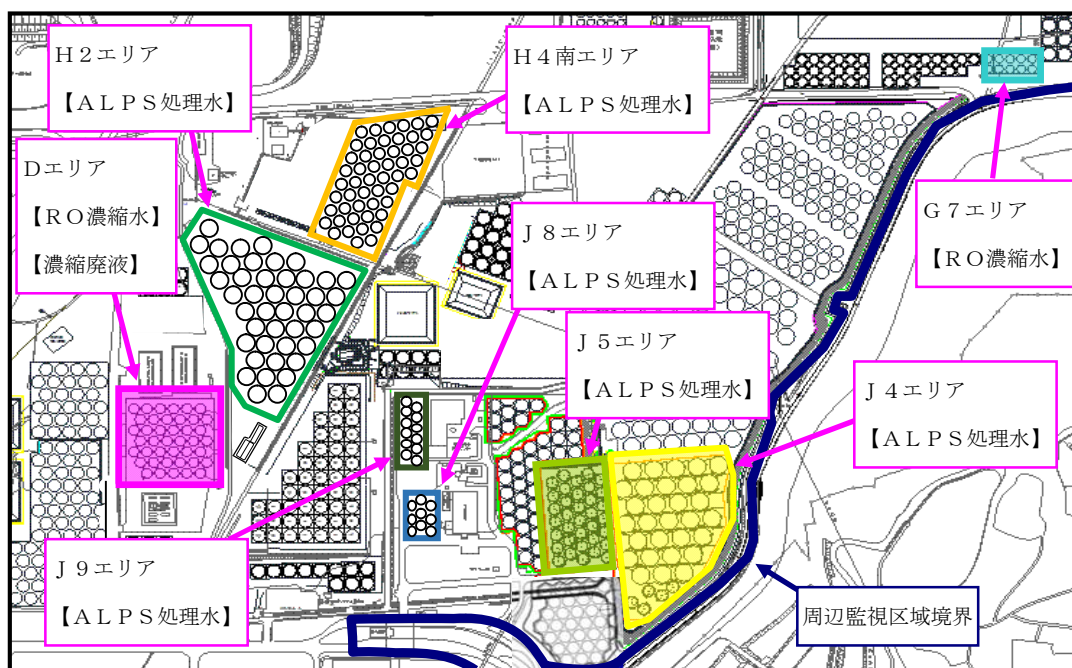 H2エリア
【ALPS処理水】
H4南エリア
【ALPS処理水】
Dエリア
【RO濃縮水】
【濃縮廃液】
J8エリア
【ALPS処理水】
G7エリア
【RO濃縮水】
J5エリア
【ALPS処理水】
J4エリア
【ALPS処理水】
J9エリア
【ALPS処理水】
周辺監視区域境界